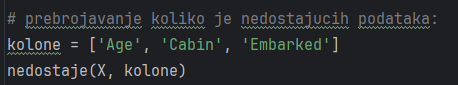 # prebrojavanje koliko je nedostajucih podataka:
kolone = ['Age', 'Cabin', 'Embarked']
nedostaje(X, kolone)